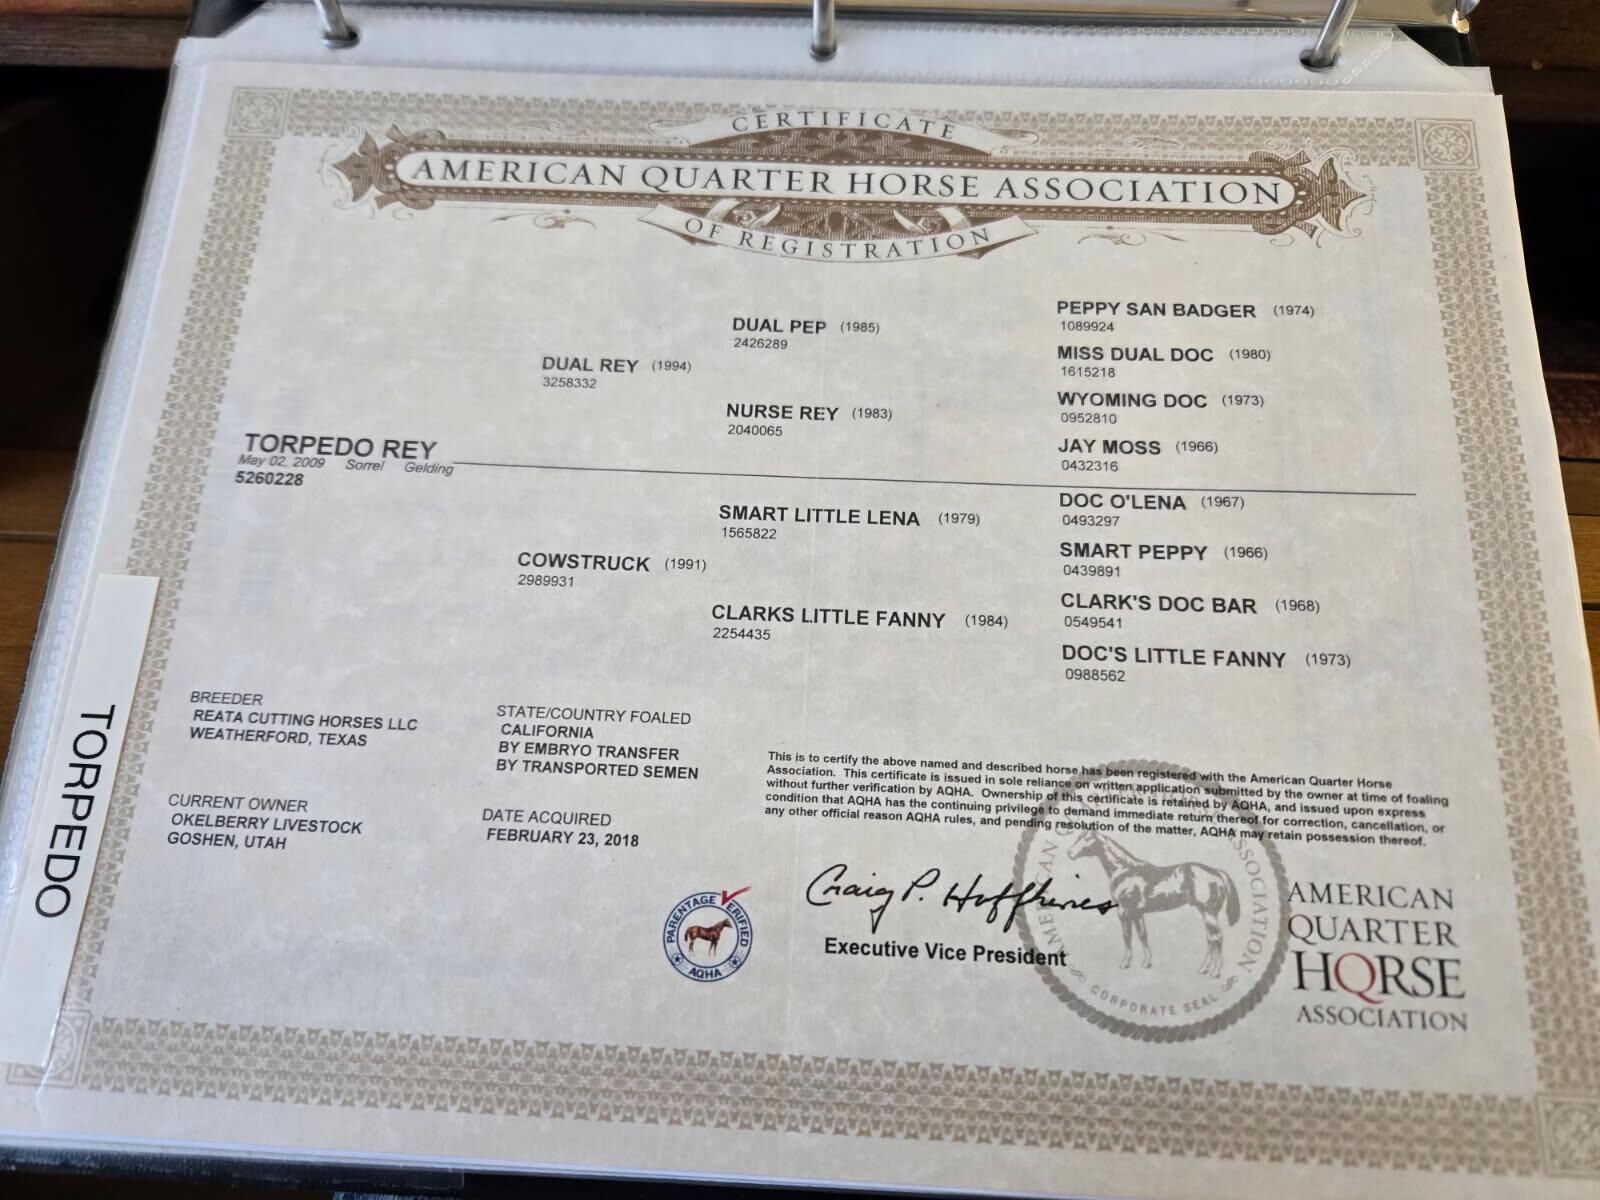 CERTIFICATE
AMERICAN QUARTER HORSE ASSOCIATION
OF REGISTRATION
PEPPY SAN BADGER (1974)
1089924
DUAL PEP (1985)
2426289
MISS DUAL DOC (1980)
1615218
DUAL REY (1994)
3258332
WYOMING DOC (1973)
0952810
NURSE REY (1983)
2040065
JAY MOSS (1966)
0432316
TORPEDO REY
May 02, 2009 Sorrel Gelding
5260228
DOC O'LENA (1967)
0493297
SMART LITTLE LENA (1979)
1565822
SMART PEPPY (1966)
0439891
COWSTRUCK (1991)
2989931
CLARK'S DOC BAR (1968)
0549541
CLARKS LITTLE FANNY (1984)
2254435
DOC'S LITTLE FANNY (1973)
0988562
BREEDER
REATA CUTTING HORSES LLC
WEATHERFORD, TEXAS
STATE/COUNTRY FOALED
CALIFORNIA
BY EMBRYO TRANSFER
BY TRANSPORTED SEMEN
CURRENT OWNER
OKELBERRY LIVESTOCK
GOSHEN, UTAH
DATE ACQUIRED
FEBRUARY 23, 2018
This is to certify the above named and described horse has been registered with the American Quarter Horse
Association. This certificate is issued in sole reliance on written application submitted by the owner at time of foaling
without further verification by AQHA. Ownership of this certificate is retained by AQHA, and issued upon express
condition that AQHA has the continuing privilege to demand immediate return thereof for correction, cancellation, or
any other official reason AQHA rules, and pending resolution of the matter, AQHA may retain possession thereof.
PARENTAGE VERIFIED
AQHA
Craig P. Huffhines
Executive Vice President
CORPORATE SEAL
AMERICAN
QUARTER
HORSE
ASSOCIATION
TORPEDO